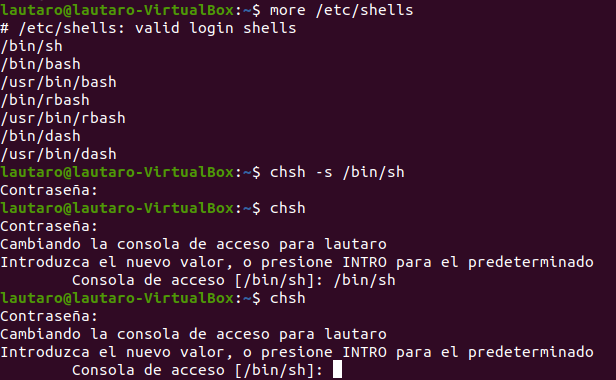 lautaro@lautaro-VirtualBox:~$ more /etc/shells
# /etc/shells: valid login shells
/bin/sh
/bin/bash
/usr/bin/bash
/bin/rbash
/usr/bin/rbash
/bin/dash
/usr/bin/dash
lautaro@lautaro-VirtualBox:~$ chsh -s /bin/sh
Contraseña:
lautaro@lautaro-VirtualBox:~$ chsh
Contraseña:
Cambiando la consola de acceso para lautaro
Introduzca el nuevo valor, o presione INTRO para el predeterminado
        Consola de acceso [/bin/sh]: /bin/sh
lautaro@lautaro-VirtualBox:~$ chsh
Contraseña:
Cambiando la consola de acceso para lautaro
Introduzca el nuevo valor, o presione INTRO para el predeterminado
        Consola de acceso [/bin/sh]: